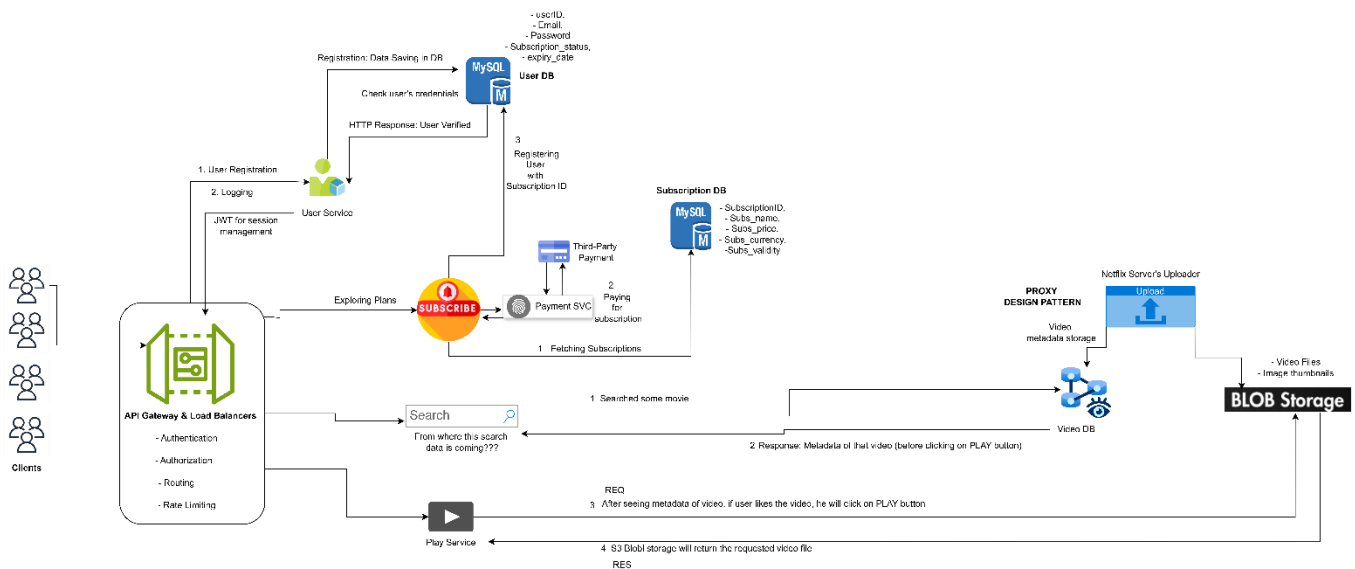 - userID,
- Email,
- Password
- Subscription_status,
- expiry_date
Registration: Data Saving in DB
MySQL
M
User DB
Chenk user's credentials
HTTP Response: User Verified
3
Registering
User
with
Subscription ID
1. User Registration
2. Logging
User Service
JWT for session
management
Subscription DB
MySQL
M
- SubscriptionID,
- Subs_name,
- Subs_price,
- Subs_currency,
-Subs_validity
Third-Party
Payment
Exploring Plans
SUBSCRIBE
Payment SVC
2
Paying
for
subscription
1 Fetching Subscriptions
Netflix Server's Uploader
Upload
PROXY
DESIGN PATTERN
Video
metadata storage
- Video Files
- Image thumbnails
BLOB Storage
Video DB
API Gateway & Load Balancers
- Authentication
- Authorization
- Routing
- Rate Limiting
Clients
Search
From where this search
data is coming???
1 Searched some movie
2 Response: Metadata of that video (before clicking on PLAY button)
REQ
3 After seeing metadata of video, if user likes the video, he will click on PLAY button
Play Service
4 S3 Blobl storage will return the requested video file
RES